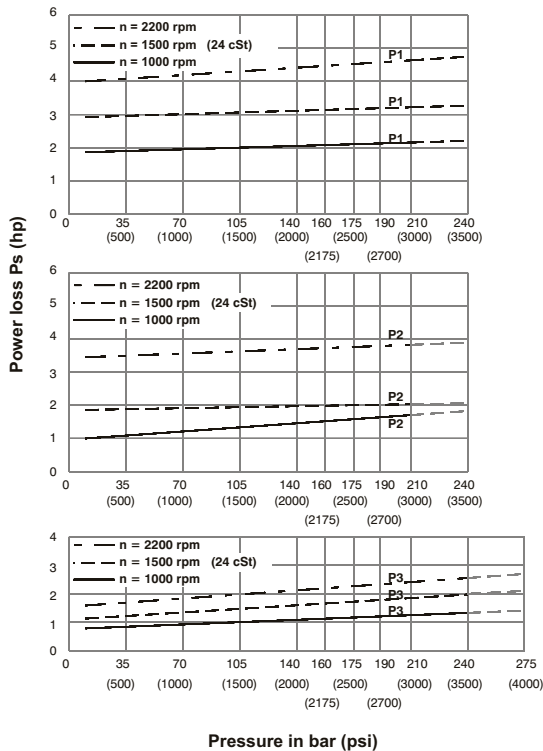 Power loss Ps (hp)
6
5
4
3
2
1
0
n = 2200 rpm
n = 1500 rpm (24 cSt)
n = 1000 rpm
P1
P1
P1
0 35 70 105 140 160 175 190 210 240
(500) (1000) (1500) (2000) (2500) (3000) (3500)
(2175) (2700)
6
5
4
3
2
1
0
n = 2200 rpm
n = 1500 rpm (24 cSt)
n = 1000 rpm
P2
P2
P2
0 35 70 105 140 160 175 190 210 240
(500) (1000) (1500) (2000) (2500) (3000) (3500)
(2175) (2700)
4
3
2
1
0
n = 2200 rpm
n = 1500 rpm (24 cSt)
n = 1000 rpm
P3
P3
P3
0 35 70 105 140 160 175 190 210 240 275
(500) (1000) (1500) (2000) (2500) (3000) (3500) (4000)
(2175) (2700)
Pressure in bar (psi)